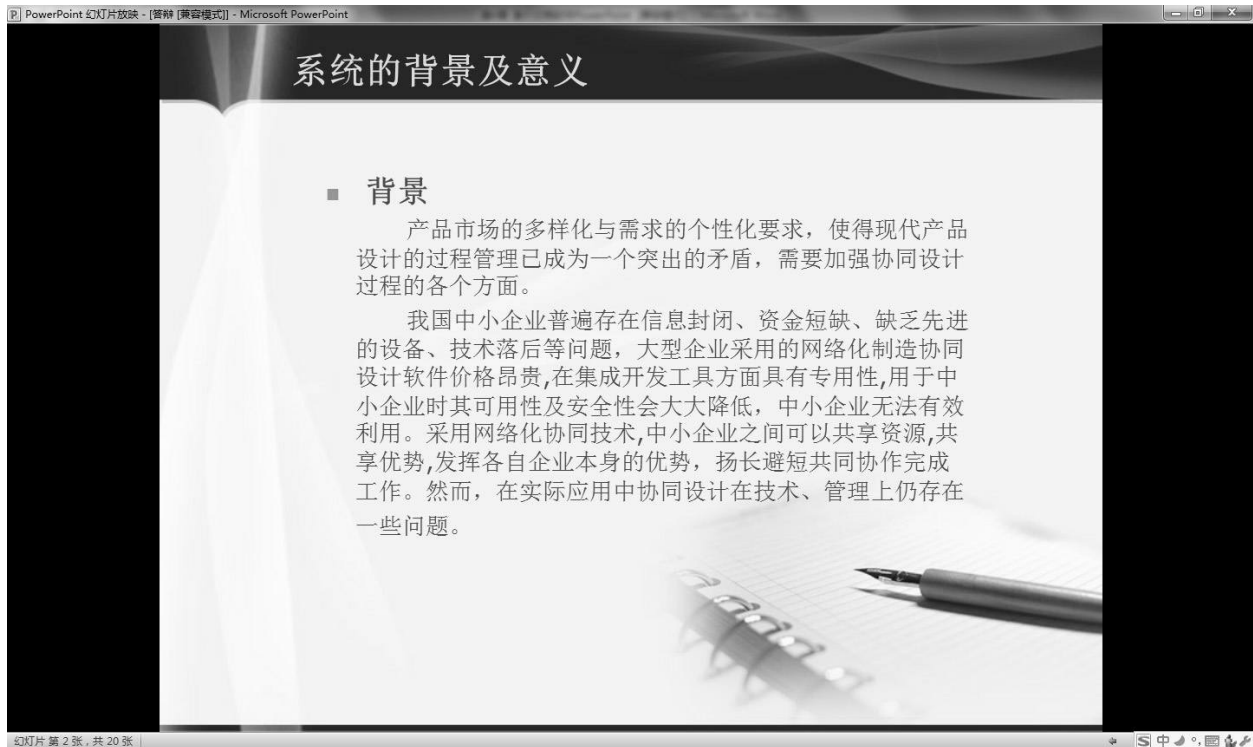 PowerPoint 幻灯片放映 - [答辩 [兼容模式]] - Microsoft PowerPoint
系统的背景及意义
背景
产品市场的多样化与需求的个性化要求，使得现代产品
设计的过程管理已成为一个突出的矛盾，需要加强协同设计
过程的各个方面。
我国中小企业普遍存在信息封闭、资金短缺、缺乏先进
的设备、技术落后等问题，大型企业采用的网络化制造协同
设计软件价格昂贵,在集成开发工具方面具有专用性,用于中
小企业时其可用性及安全性会大大降低，中小企业无法有效
利用。采用网络化协同技术,中小企业之间可以共享资源,共
享优势,发挥各自企业本身的优势，扬长避短共同协作完成
工作。然而，在实际应用中协同设计在技术、管理上仍存在
一些问题。
幻灯片 第 2 张 , 共 20 张
S 中